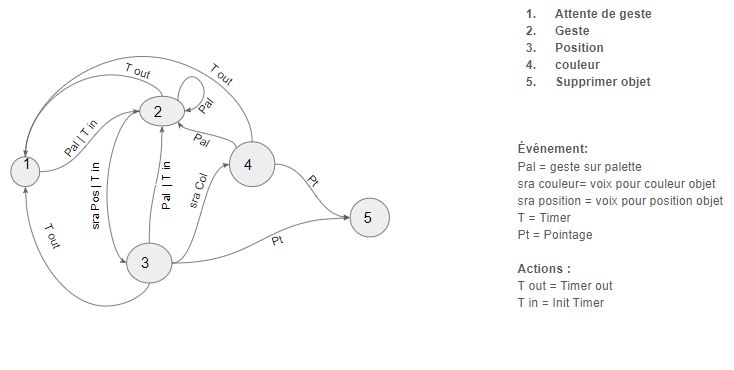 T out
T out
Pal
Pal | T in
Pal
sra Pos | T in
Pal | T in
sra Col
Pt
T out
Pt
1
2
3
4
5
1. Attente de geste
2. Geste
3. Position
4. couleur
5. Supprimer objet
Événement:
Pal = geste sur palette
sra couleur= voix pour couleur objet
sra position = voix pour position objet
T = Timer
Pt = Pointage
Actions :
T out = Timer out
T in = Init Timer